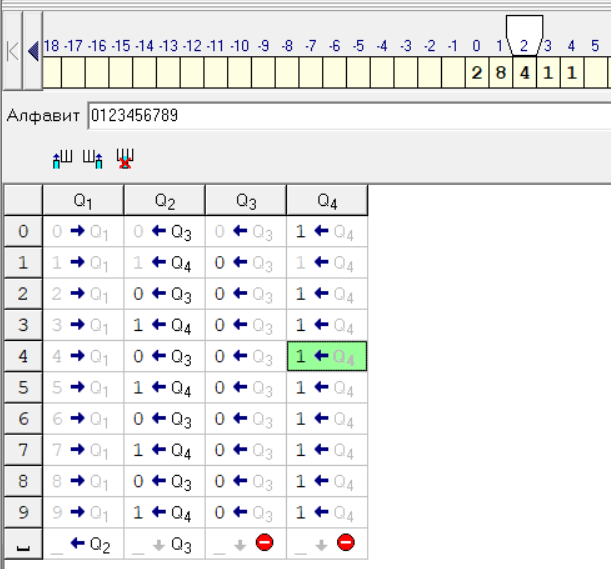 18 -17 -16 -15 -14 -13 -12 -11 -10 -9 -8 -7 -6 -5 -4 -3 -2 -1 0 1 2 3 4 5
2 8 4 1 1
Алфавит 0123456789
Q1 Q2 Q3 Q4
0 0 → Q1 0 ← Q3 0 ← Q3 1 ← Q4
1 1 → Q1 1 ← Q4 0 ← Q3 1 ← Q4
2 2 → Q1 0 ← Q3 0 ← Q3 1 ← Q4
3 3 → Q1 1 ← Q4 0 ← Q3 1 ← Q4
4 4 → Q1 0 ← Q3 0 ← Q3 1 ← Q4
5 5 → Q1 1 ← Q4 0 ← Q3 1 ← Q4
6 6 → Q1 0 ← Q3 0 ← Q3 1 ← Q4
7 7 → Q1 1 ← Q4 0 ← Q3 1 ← Q4
8 8 → Q1 0 ← Q3 0 ← Q3 1 ← Q4
9 9 → Q1 1 ← Q4 0 ← Q3 1 ← Q4
␣ _ ← Q2 _ ↓ Q3 _ ↓ _ ↓